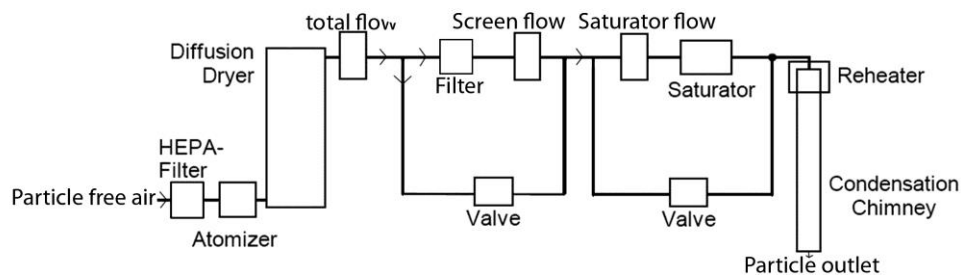 total flow
Screen flow
Saturator flow
Diffusion
Dryer
Filter
Saturator
Reheater
HEPA-
Filter
Particle free air
Atomizer
Valve
Valve
Condensation
Chimney
Particle outlet